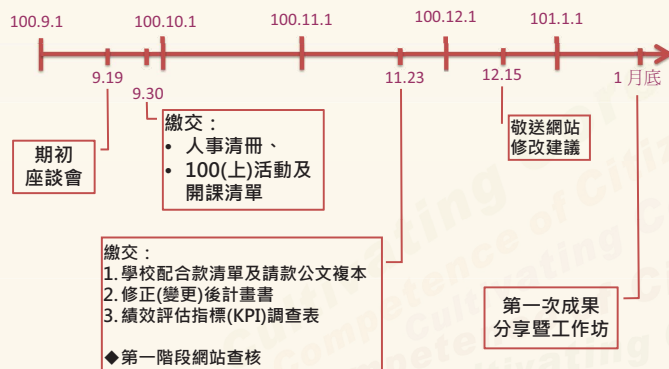 100.9.1
100.10.1
100.11.1
100.12.1
101.1.1
9.19
9.30
11.23
12.15
1 月底
期初
座談會
繳交：
• 人事清冊、
• 100(上)活動及
開課清單
敬送網站
修改建議
繳交：
1. 學校配合款清單及請款公文複本
2. 修正(變更)後計畫書
3. 績效評估指標(KPI)調查表
◆第一階段網站查核
第一次成果
分享暨工作坊